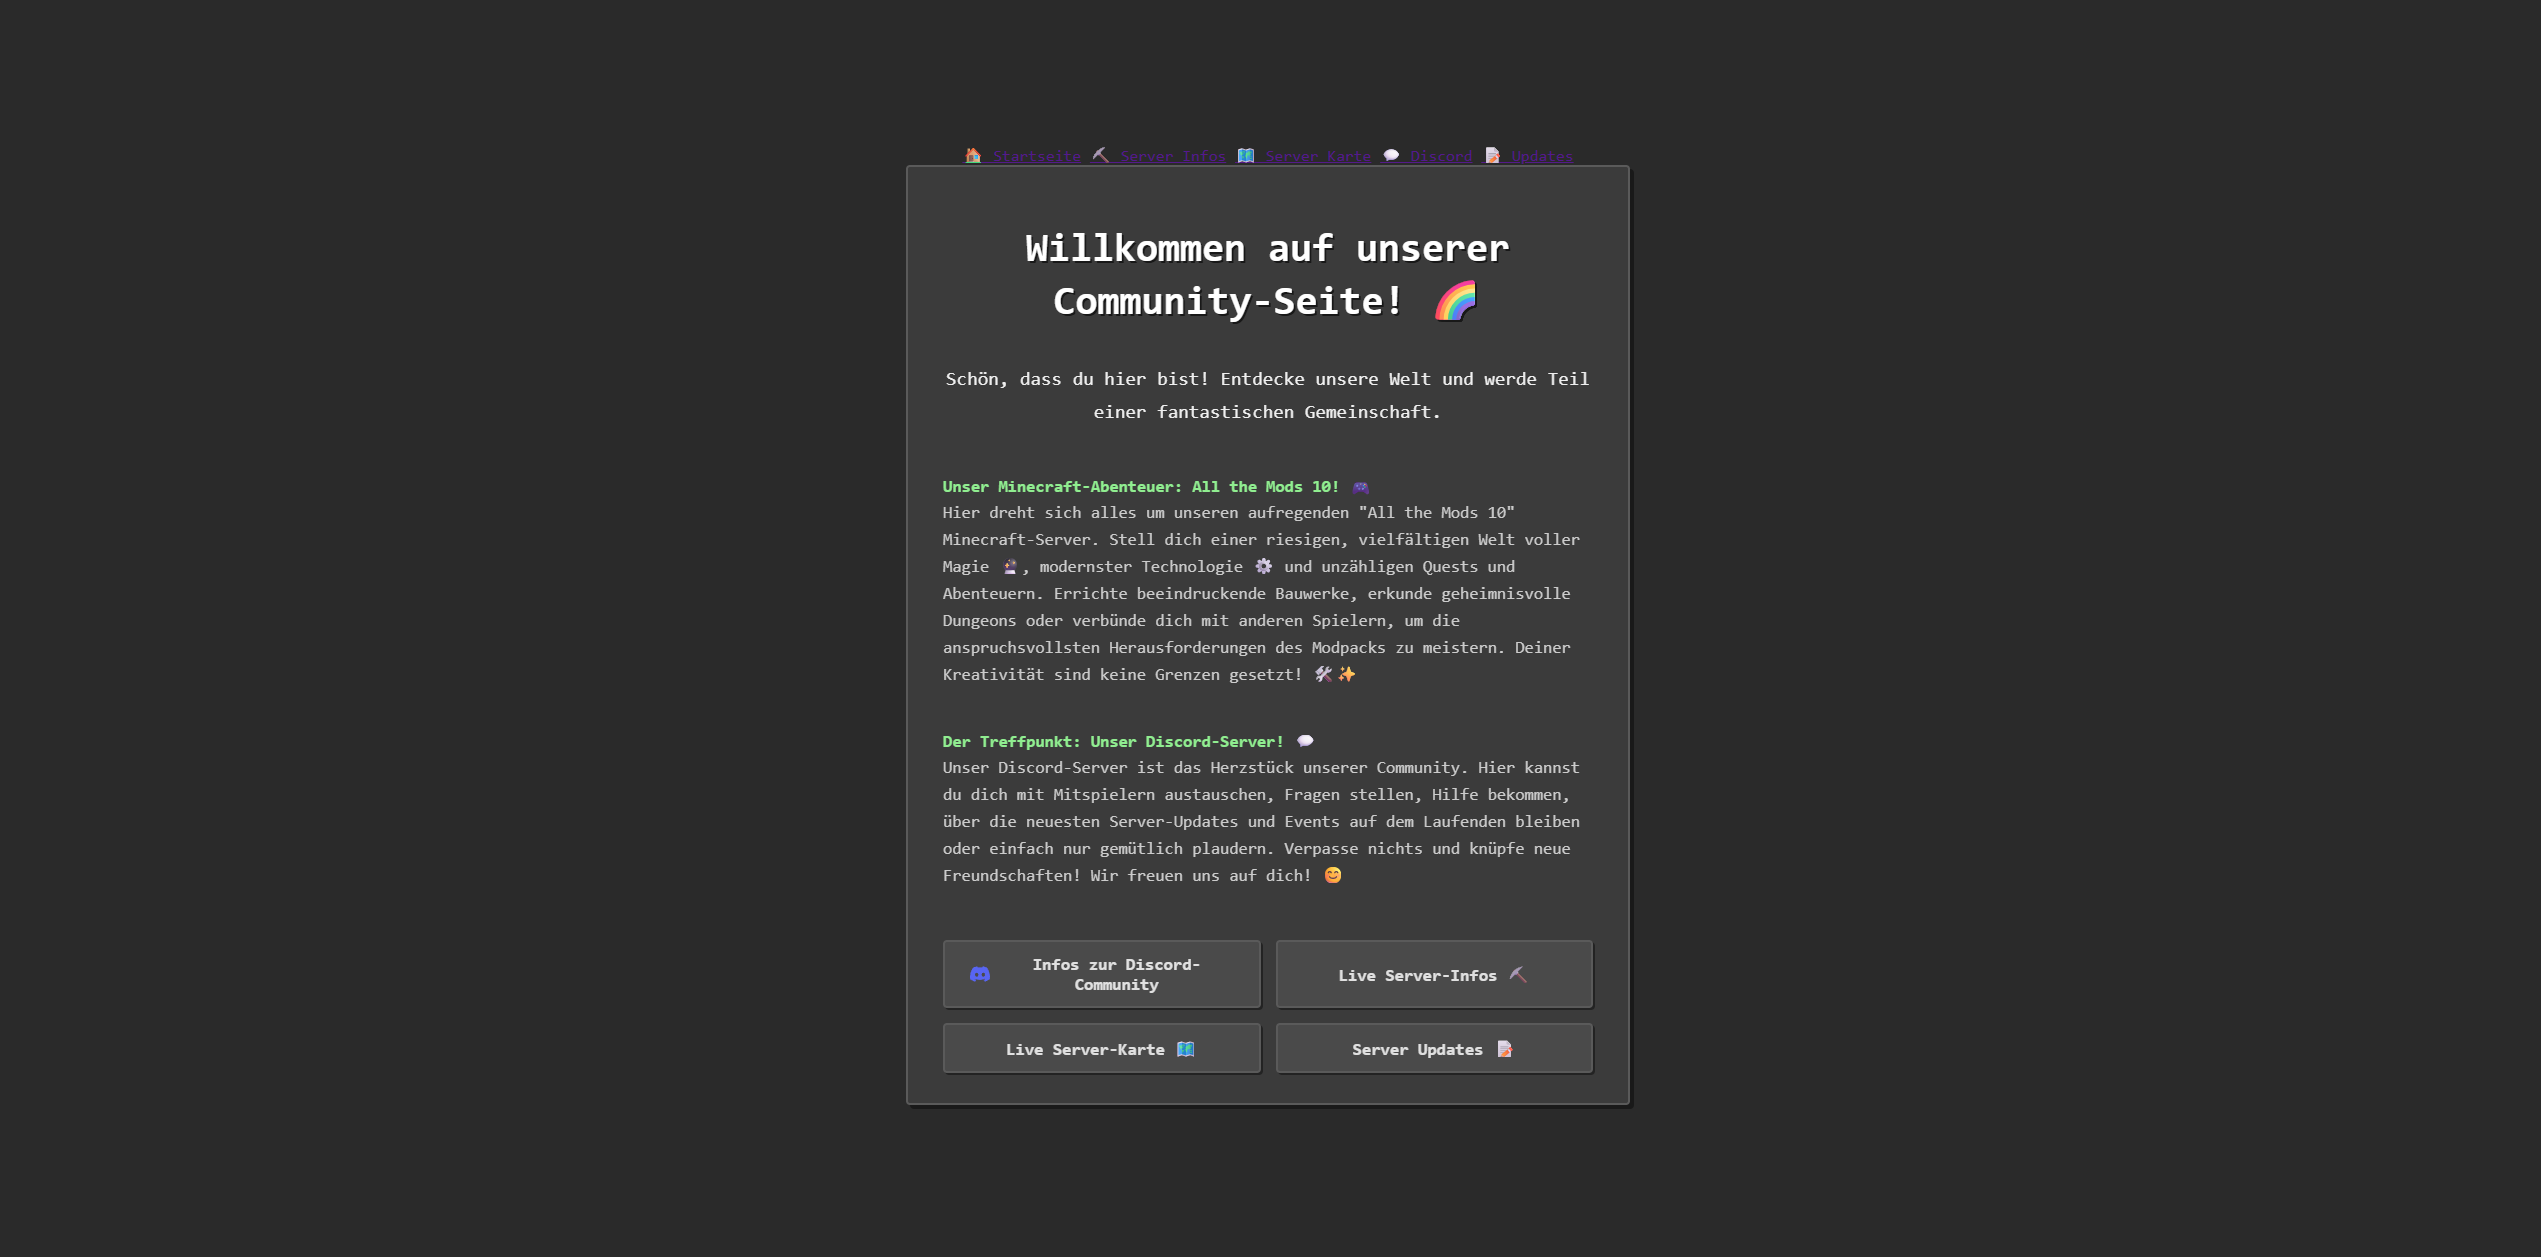 🏠 Startseite ⛏️ Server Infos 🗺️ Server Karte 💬 Discord 📝 Updates
Willkommen auf unserer
Community-Seite! 🌈
Schön, dass du hier bist! Entdecke unsere Welt und werde Teil
einer fantastischen Gemeinschaft.
Unser Minecraft-Abenteuer: All the Mods 10! 🎮
Hier dreht sich alles um unseren aufregenden "All the Mods 10"
Minecraft-Server. Stell dich einer riesigen, vielfältigen Welt voller
Magie 🔮, modernster Technologie ⚙️ und unzähligen Quests und
Abenteuern. Errichte beeindruckende Bauwerke, erkunde geheimnisvolle
Dungeons oder verbünde dich mit anderen Spielern, um die
anspruchsvollsten Herausforderungen des Modpacks zu meistern. Deiner
Kreativität sind keine Grenzen gesetzt! 🛠️✨
Der Treffpunkt: Unser Discord-Server! 💬
Unser Discord-Server ist das Herzstück unserer Community. Hier kannst
du dich mit Mitspielern austauschen, Fragen stellen, Hilfe bekommen,
über die neuesten Server-Updates und Events auf dem Laufenden bleiben
oder einfach nur gemütlich plaudern. Verpasse nichts und knüpfe neue
Freundschaften! Wir freuen uns auf dich! 😊
Infos zur Discord-
Community
Live Server-Infos ⛏️
Live Server-Karte 🗺️
Server Updates 📝